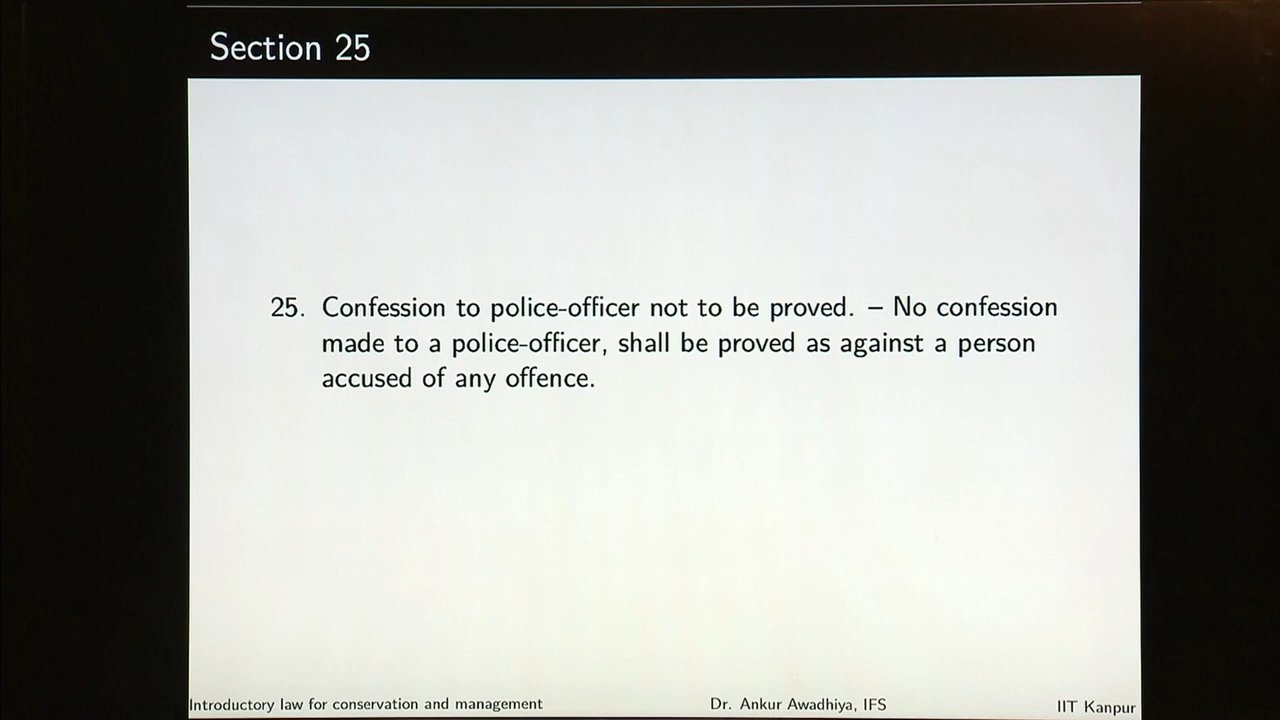 Section 25
25. Confession to police-officer not to be proved. – No confession
made to a police-officer, shall be proved as against a person
accused of any offence.
Introductory law for conservation and management Dr. Ankur Awadhiya, IFS IIT Kanpur